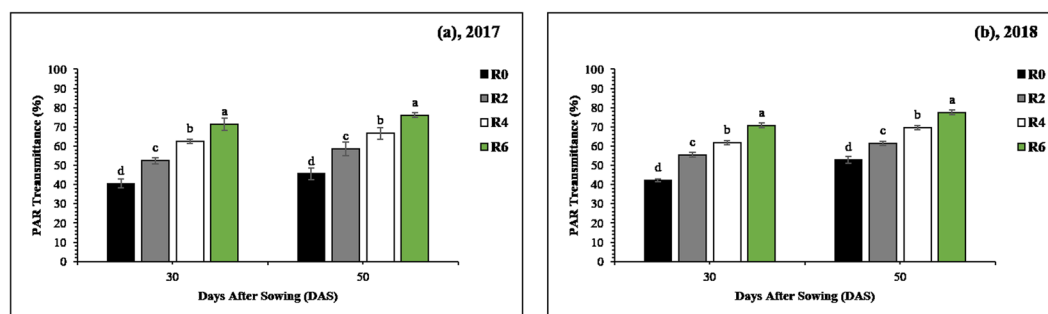 (a), 2017
100
90
80
70
60
50
40
30
20
10
0
PAR Treansmittance (%)
d
c
b
a
d
c
b
a
30
50
Days After Sowing (DAS)
R0
R2
R4
R6
(b), 2018
100
90
80
70
60
50
40
30
20
10
0
PAR Treansmittance (%)
d
c
b
a
d
c
b
a
30
50
Days After Sowing (DAS)
R0
R2
R4
R6